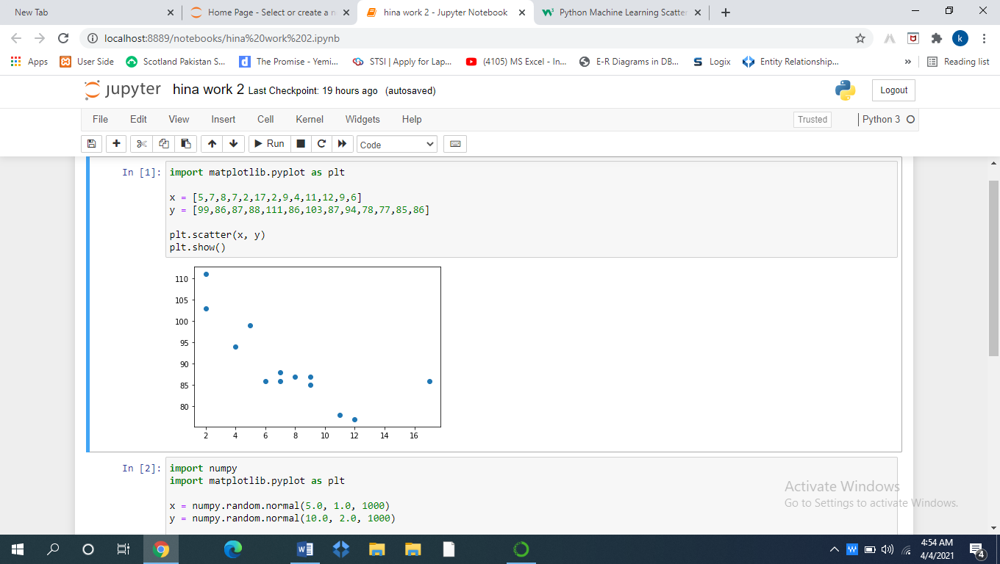 New Tab
Home Page - Select or create a n
hina work 2 - Jupyter Notebook
Python Machine Learning Scatter
localhost:8889/notebooks/hina%20work%202.ipynb
k
Apps
User Side
Scotland Pakistan S...
The Promise - Yemi...
STSI | Apply for Lap...
(4105) MS Excel - In...
E-R Diagrams in DB...
Logix
Entity Relationship...
»
Reading list
jupyter hina work 2 Last Checkpoint: 19 hours ago (autosaved)
Logout
File Edit View Insert Cell Kernel Widgets Help
Trusted
Python 3
Run
Code
In [1]:
import matplotlib.pyplot as plt
x = [5,7,8,7,2,17,2,9,4,11,12,9,6]
y = [99,86,87,88,111,86,103,87,94,78,77,85,86]
plt.scatter(x, y)
plt.show()
110
105
100
95
90
85
80
2 4 6 8 10 12 14 16
In [2]:
import numpy
import matplotlib.pyplot as plt
x = numpy.random.normal(5.0, 1.0, 1000)
y = numpy.random.normal(10.0, 2.0, 1000)
Activate Windows
Go to Settings to activate Windows.
4:54 AM
4/4/2021
4